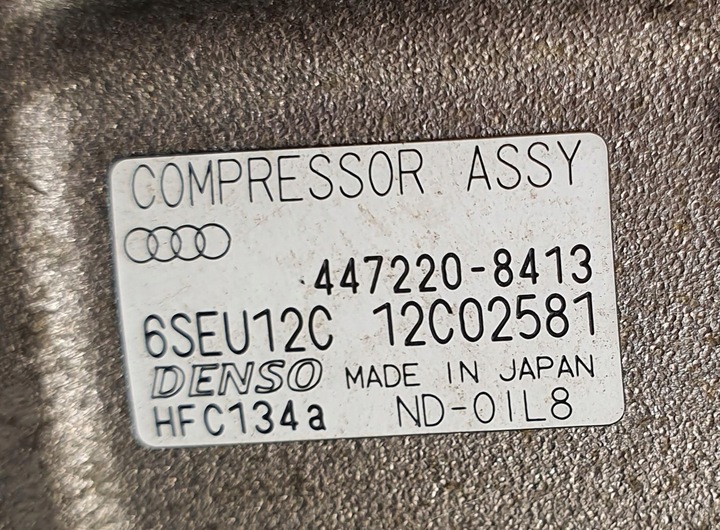 COMPRESSOR ASSY
447220-8413
6SEU12C 12C02581
DENSO MADE IN JAPAN
HFC134a ND-OIL8